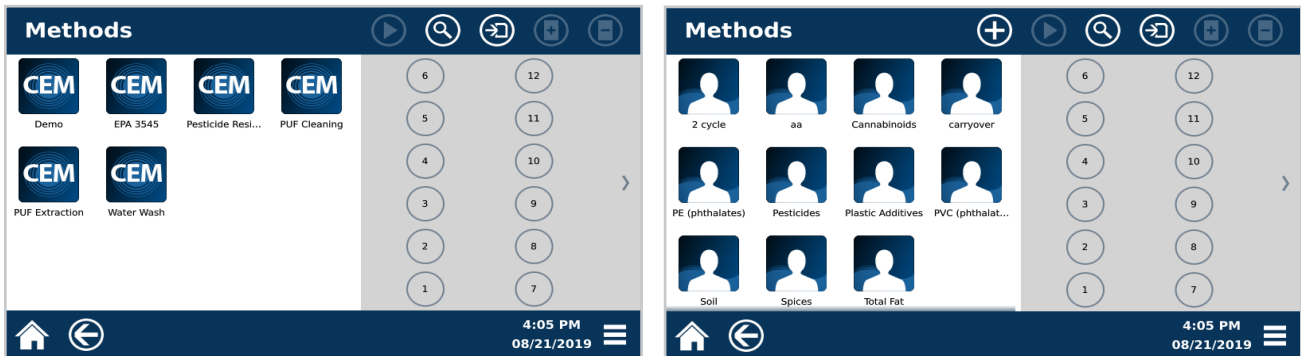 Methods
CEM CEM CEM CEM
Demo EPA 3545 Pesticide Resi... PUF Cleaning
CEM CEM
PUF Extraction Water Wash
6 12
5 11
4 10
3 9
2 8
1 7
4:05 PM
08/21/2019
Methods
2 cycle aa Cannabinoids carryover
PE (phthalates) Pesticides Plastic Additives PVC (phthalat...
Soil Spices Total Fat
6 12
5 11
4 10
3 9
2 8
1 7
4:05 PM
08/21/2019